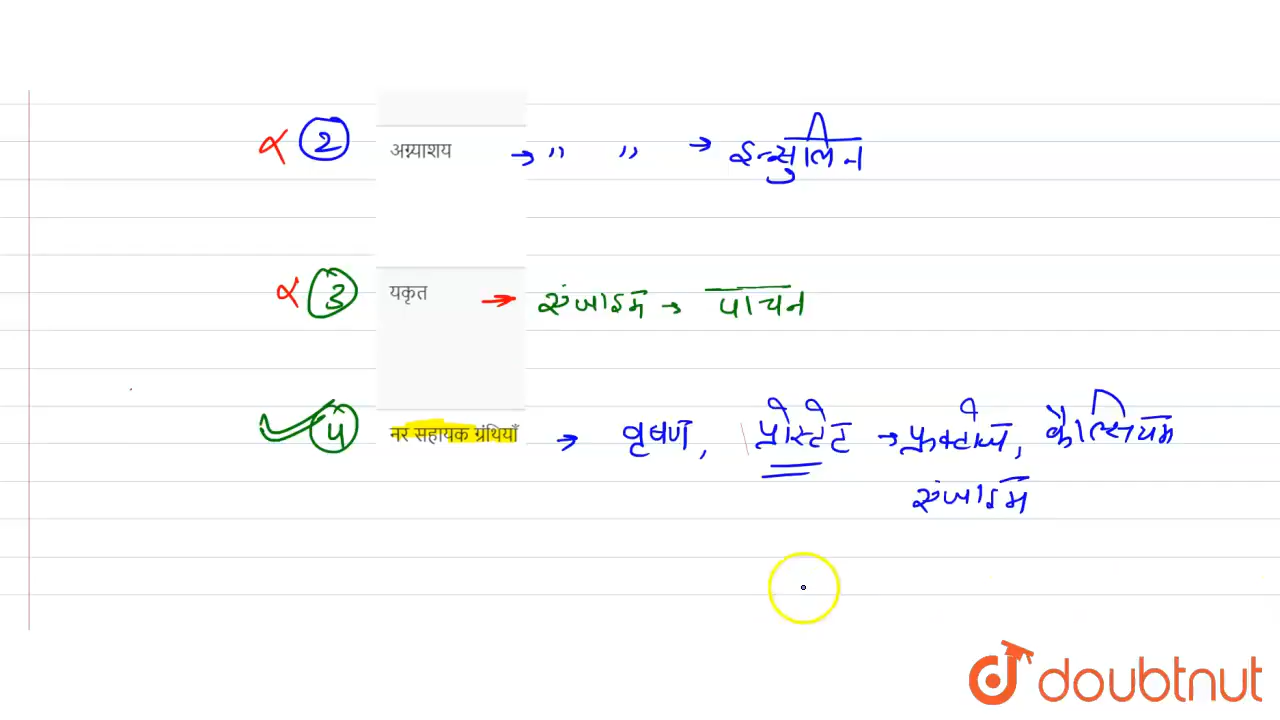 2 अग्न्याशय → " " → इन्सुलिन
3 यकृत → एंजाइम → पाचन
4 नर सहायक ग्रंथियाँ → वृषण, प्रोस्टेट → फ्रक्टोज, कैल्सियम
एंजाइम
doubtnut